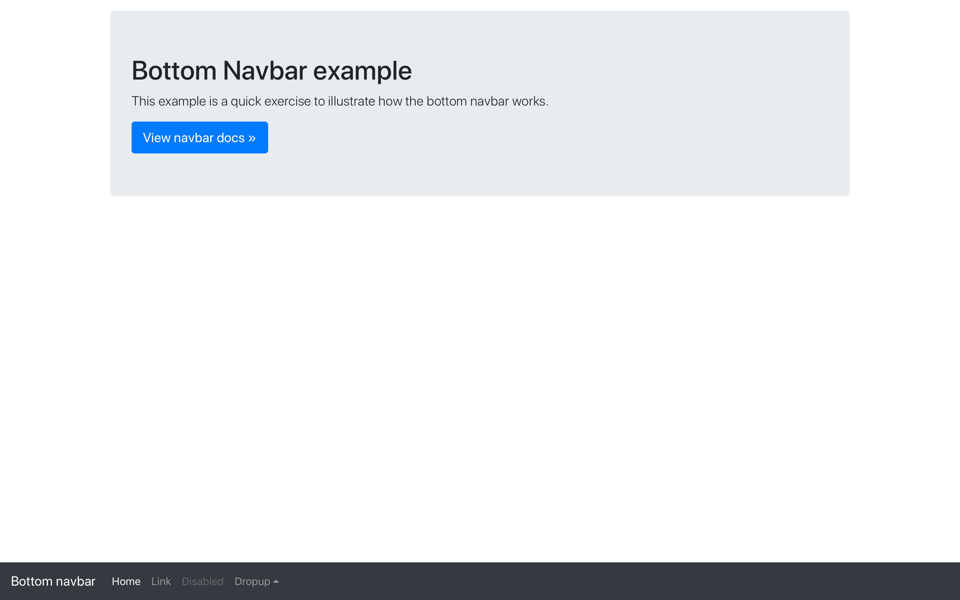 Bottom Navbar example
This example is a quick exercise to illustrate how the bottom navbar works.
View navbar docs »
Bottom navbar Home Link Disabled Dropup